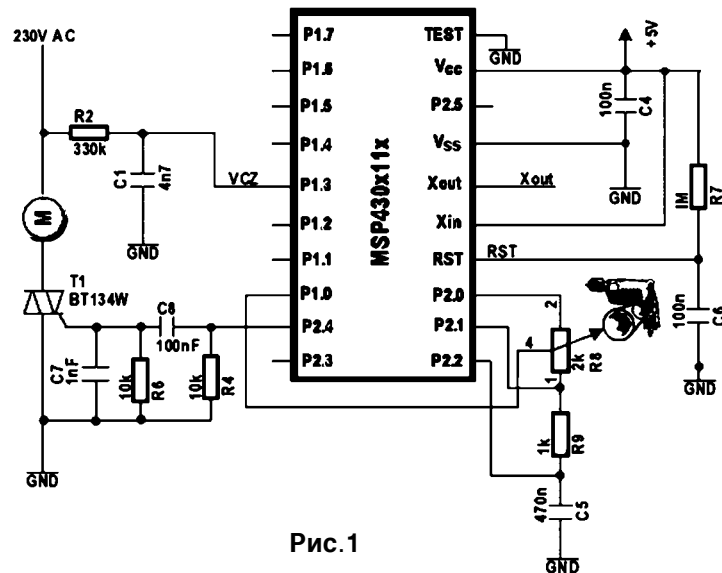 230V AC
R2
330k
C1
4n7
VCZ
GND
M
T1
BT134W
C8
100nF
C7
1nF
10k
R6
10k
R4
GND
P1.7
P1.6
P1.5
P1.4
P1.3
P1.2
P1.1
P1.0
P2.4
P2.3
MSP430x11x
TEST
Vcc
P2.5
VSS
Xout
Xin
RST
P2.0
P2.1
P2.2
GND
+5V
100n
C4
GND
Xout
RST
1M
R7
100n
C6
GND
2
4
2k
R8
1
1k
R9
470n
C5
GND
Рис.1